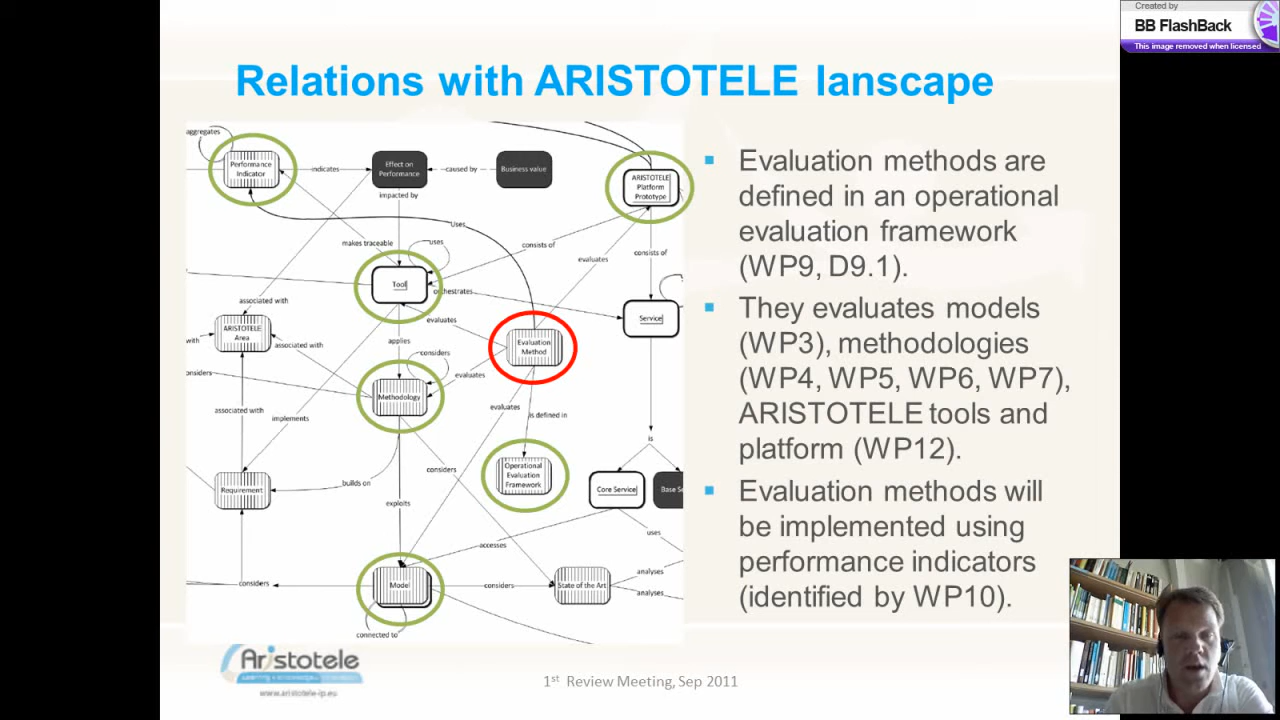 Created by
BB FlashBack
This image removed when licensed
Relations with ARISTOTELE lanscape
aggregates
Performance
Indicator
indicates
Effect on
Performance
caused by
Business value
ARISTOTELE
Platform
Prototype
impacted by
Uses
makes traceable
uses
consists of
evaluates
consists of
Tool
orchestrates
associated with
evaluates
Service
ARISTOTELE
Area
with
associated with
applies
considers
Evaluation
Method
considers
evaluates
Methodology
associated with
implements
evaluates
is defined in
is
considers
Operational
Evaluation
Framework
Requirement
builds on
exploits
Core Service
Base Se
accesses
uses
considers
Model
considers
State of the Art
analyses
analyses
connected to
Evaluation methods are
defined in an operational
evaluation framework
(WP9, D9.1).
They evaluates models
(WP3), methodologies
(WP4, WP5, WP6, WP7),
ARISTOTELE tools and
platform (WP12).
Evaluation methods will
be implemented using
performance indicators
(identified by WP10).
Aristotele
www.aristotele-ip.eu
1st Review Meeting, Sep 2011